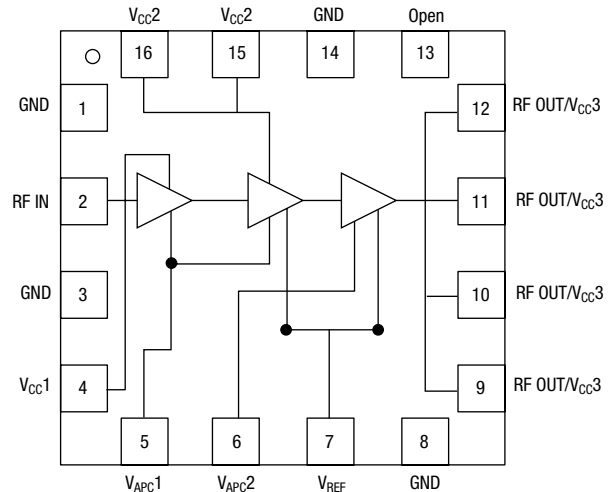 VCC2 VCC2 GND Open
16 15 14 13
GND 1 12 RF OUT/VCC3
RF IN 2 11 RF OUT/VCC3
GND 3 10 RF OUT/VCC3
VCC1 4 9 RF OUT/VCC3
5 6 7 8
VAPC1 VAPC2 VREF GND